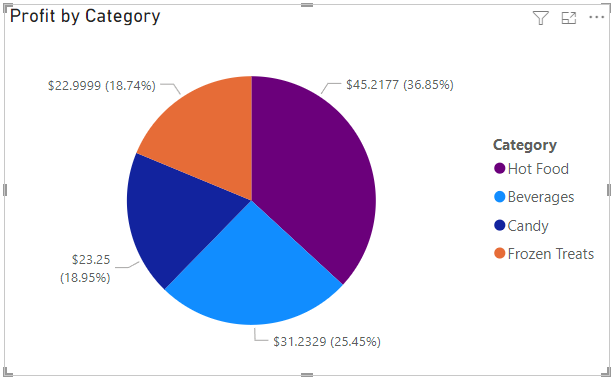 Profit by Category
$22.9999 (18.74%)
$45.2177 (36.85%)
$23.25
(18.95%)
$31.2329 (25.45%)
Category
Hot Food
Beverages
Candy
Frozen Treats